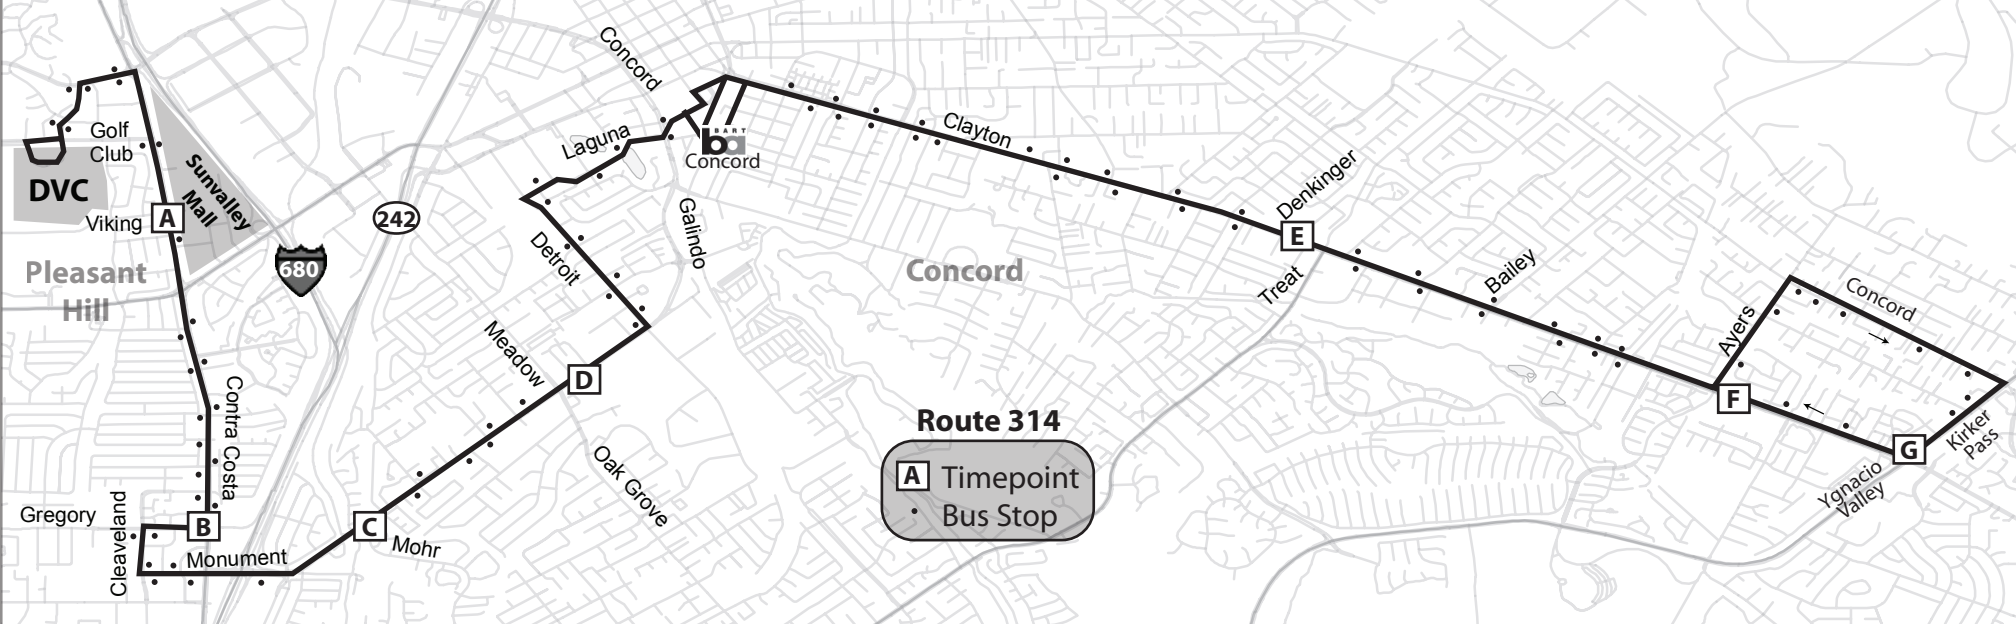 Golf
Club
DVC
Sunvalley
Mall
Viking
A
Pleasant
Hill
680
242
Contra Costa
Gregory
Cleaveland
B
Monument
C
Mohr
Meadow
D
Oak Grove
Detroit
Laguna
Concord
BART
ba
Concord
Galindo
Clayton
Concord
Denkinger
E
Treat
Bailey
Route 314
A Timepoint
Bus Stop
Ayers
Concord
F
G
Kirker
Pass
Ygnacio
Valley